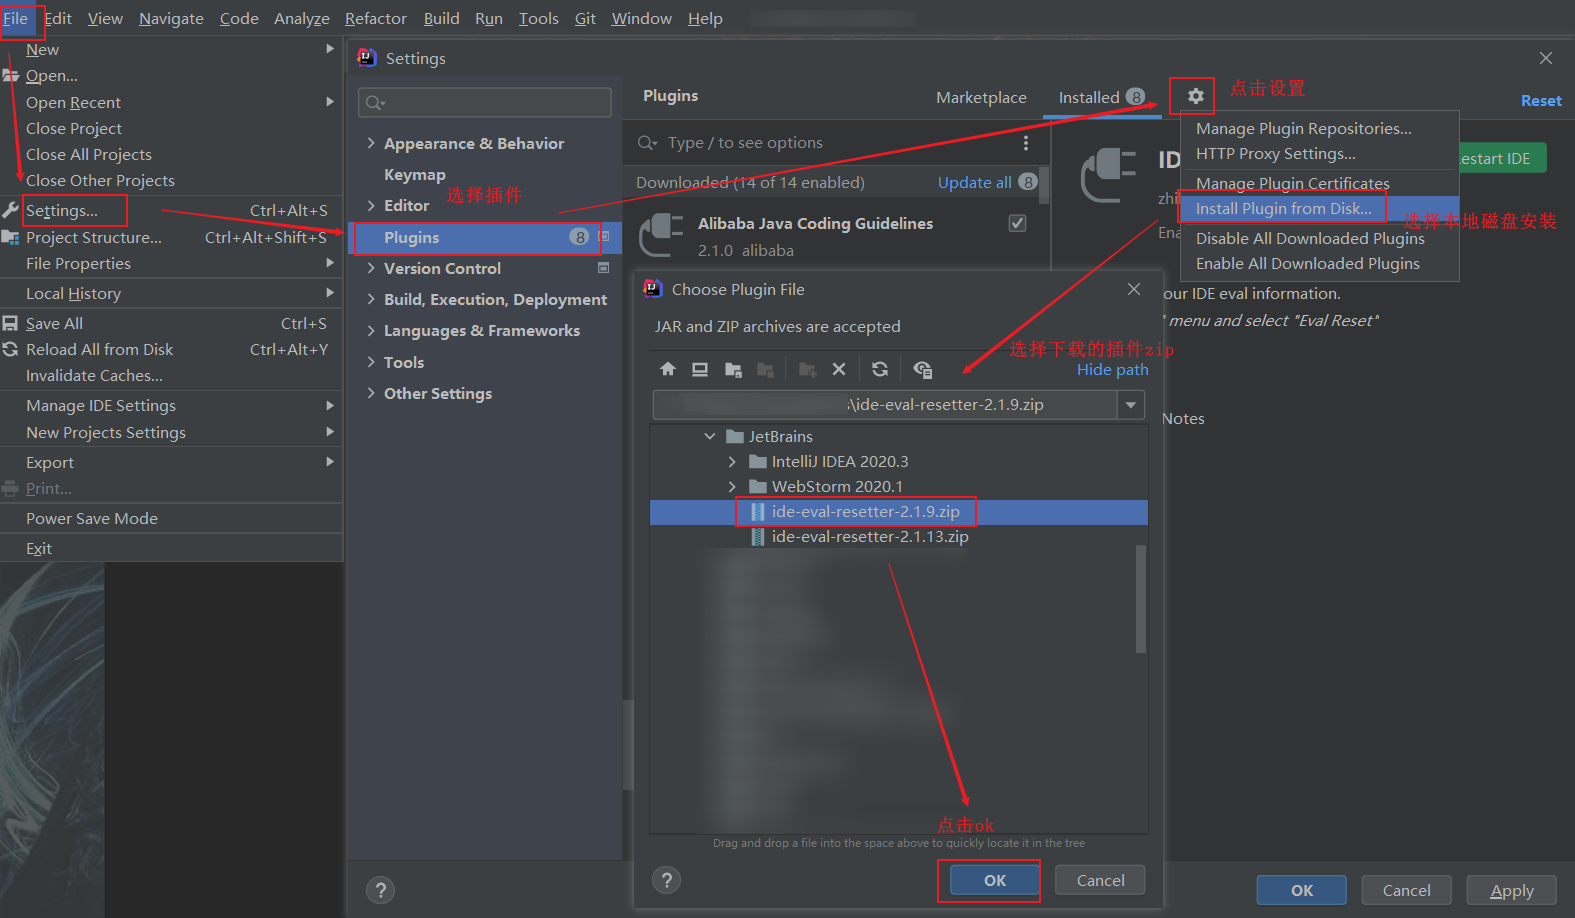 File Edit View Navigate Code Analyze Refactor Build Run Tools Git Window Help
New
Open...
Open Recent
Close Project
Close All Projects
Close Other Projects
Settings... Ctrl+Alt+S
Project Structure... Ctrl+Alt+Shift+S
File Properties
Local History
Save All Ctrl+S
Reload All from Disk Ctrl+Alt+Y
Invalidate Caches...
Manage IDE Settings
New Projects Settings
Export
Print...
Power Save Mode
Exit
Settings
Appearance & Behavior
Keymap
选择插件
Editor
Plugins 8
Version Control
Build, Execution, Deployment
Languages & Frameworks
Tools
Other Settings
?
Plugins
Marketplace
Installed 8
点击设置
Reset
Type / to see options
Downloaded (14 of 14 enabled)
Update all 8
Alibaba Java Coding Guidelines
2.1.0 alibaba
Manage Plugin Repositories...
HTTP Proxy Settings...
Manage Plugin Certificates
Install Plugin from Disk...
选择本地磁盘安装
Disable All Downloaded Plugins
Enable All Downloaded Plugins
ID
estart IDE
zhi
Ena
our IDE eval information.
' menu and select "Eval Reset"
Notes
Choose Plugin File
JAR and ZIP archives are accepted
选择下载的插件zip
Hide path
\ide-eval-resetter-2.1.9.zip
JetBrains
IntelliJ IDEA 2020.3
WebStorm 2020.1
ide-eval-resetter-2.1.9.zip
ide-eval-resetter-2.1.13.zip
点击ok
Drag and drop a file into the space above to quickly locate it in the tree
?
OK
Cancel
OK
Cancel
Apply